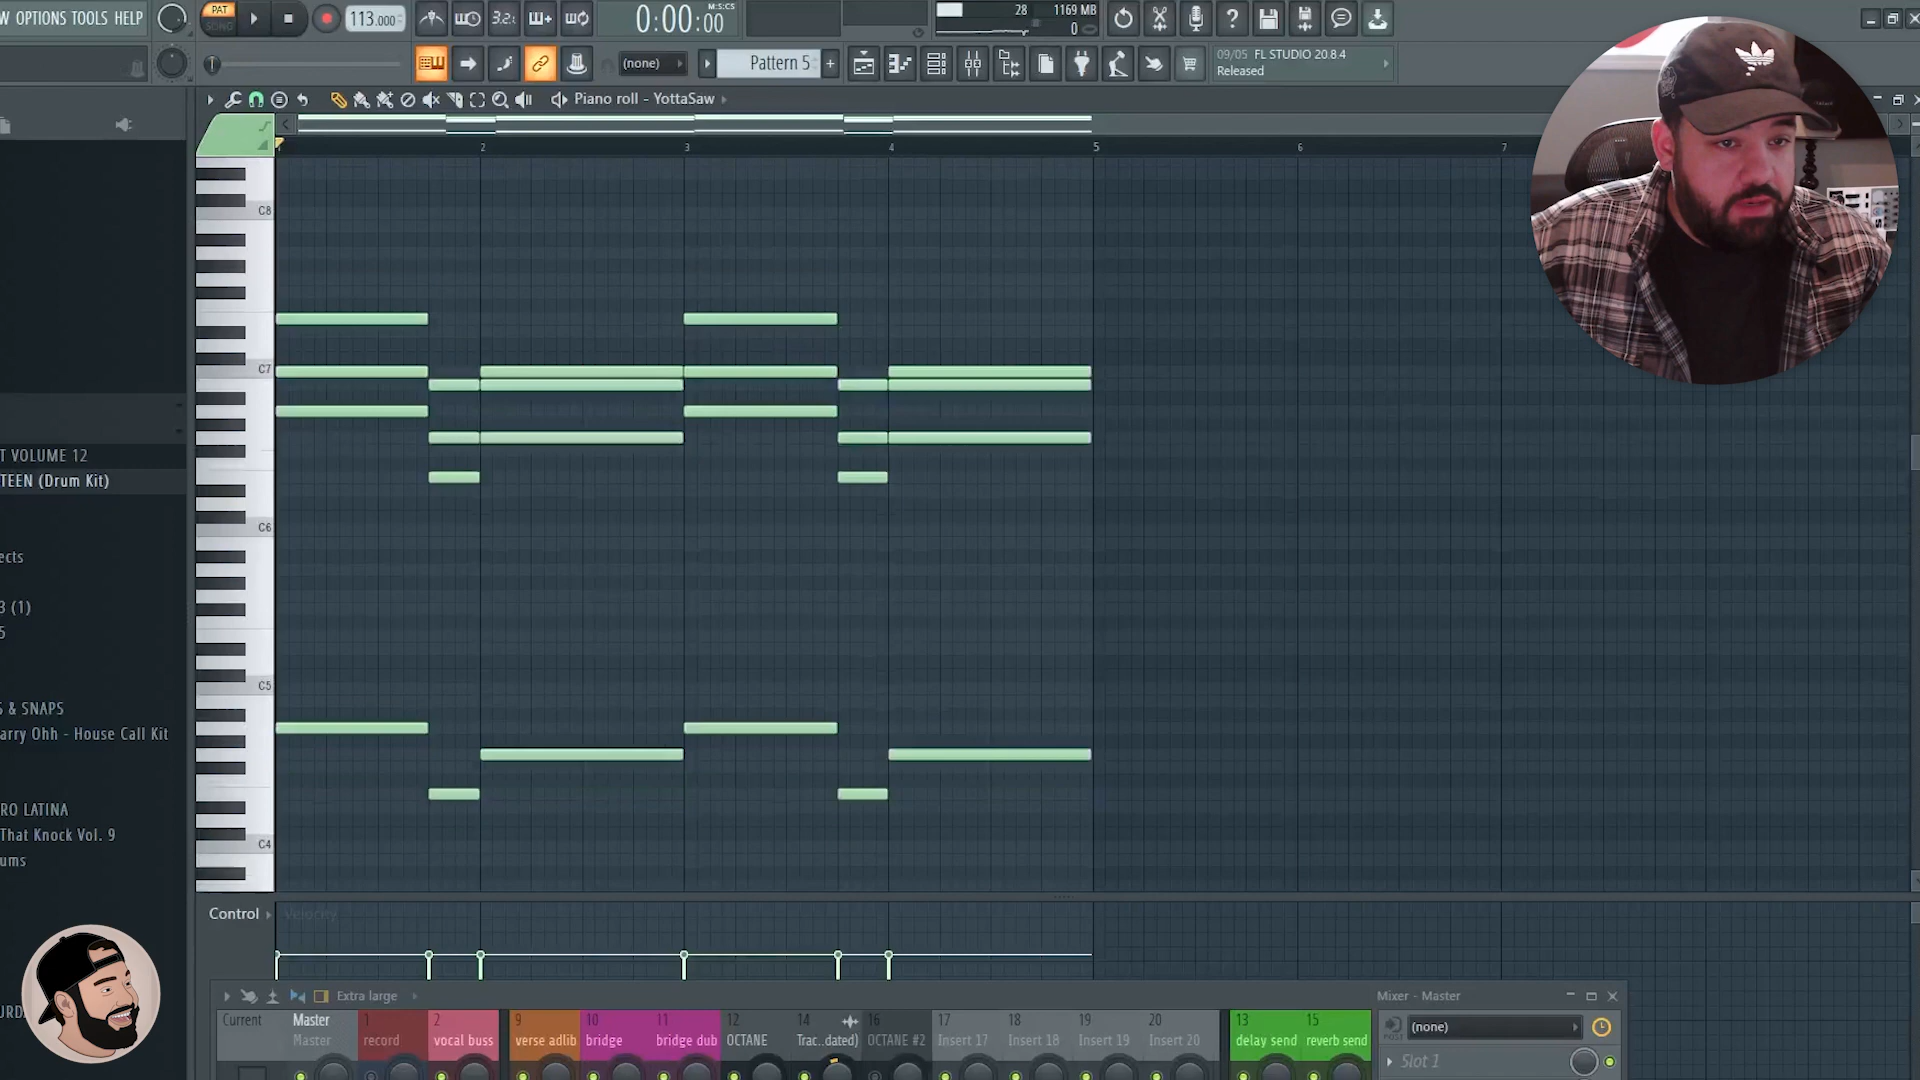 W OPTIONS TOOLS HELP
PAT
SONG
113.000
3.2.
0:00:00
M:S:CS
28
1169 MB
0
(none)
Pattern 5
+
09/05 FL STUDIO 20.8.4
Released
Piano roll - YottaSaw
1
2
3
4
5
6
7
C8
C7
C6
C5
C4
T VOLUME 12
TEEN (Drum Kit)
ects
3 (1)
5
S & SNAPS
arry Ohh - House Call Kit
RO LATINA
That Knock Vol. 9
ums
URD
Control
Velocity
Extra large
Mixer - Master
Current
Master
Master
1
record
2
vocal buss
9
verse adlib
10
bridge
11
bridge dub
12
OCTANE
14
Trac..dated)
16
OCTANE #2
17
Insert 17
18
Insert 18
19
Insert 19
20
Insert 20
13
delay send
15
reverb send
(none)
Slot 1